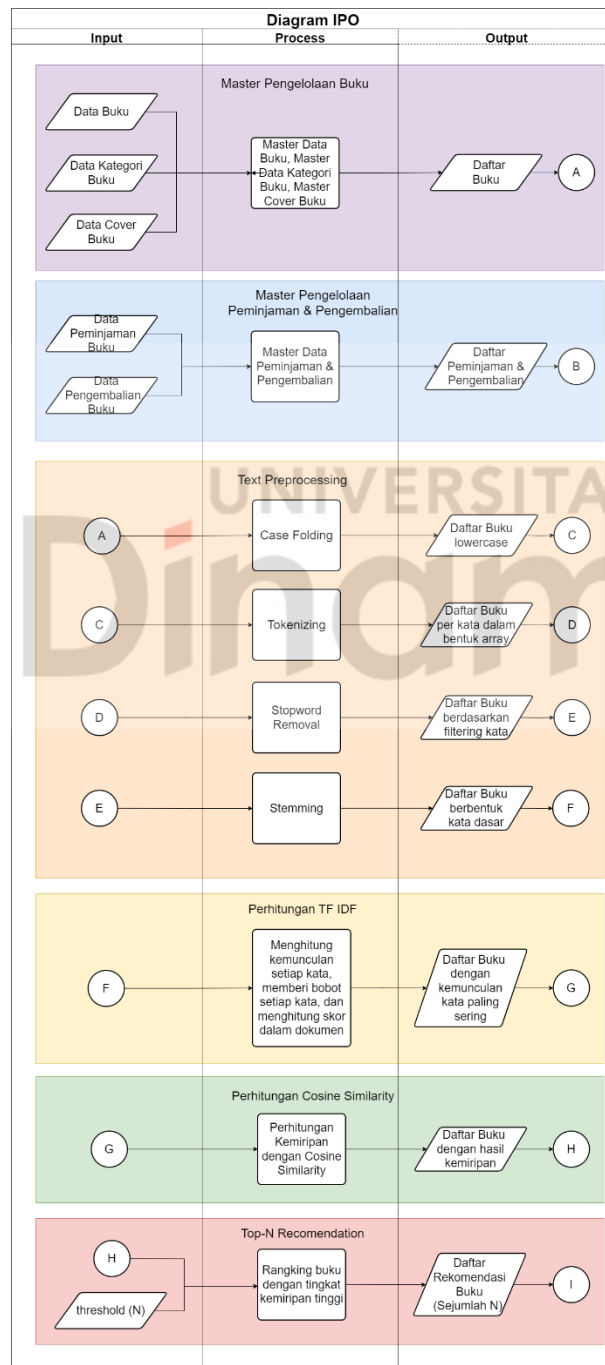 Diagram IPO
Input
Process
Output
Master Pengelolaan Buku
Data Buku
Data Kategori
Buku
Data Cover
Buku
Master Data
Buku, Master
Data Kategori
Buku, Master
Cover Buku
Daftar
Buku
A
Master Pengelolaan
Peminjaman & Pengembalian
Data
Peminjaman
Buku
Data
Pengembalian
Buku
Master Data
Peminjaman &
Pengembalian
Daftar
Peminjaman &
Pengembalian
B
UNIVERSITA
Dinam
Text Preprocessing
A
Case Folding
Daftar Buku
lowercase
C
C
Tokenizing
Daftar Buku
per kata dalam
bentuk array
D
D
Stopword
Removal
Daftar Buku
berdasarkan
filtering kata
E
E
Stemming
Daftar Buku
berbentuk
kata dasar
F
Perhitungan TF IDF
F
Menghitung
kemunculan
setiap kata,
memberi bobot
setiap kata, dan
menghitung skor
dalam dokumen
Daftar Buku
dengan
kemunculan
kata paling
sering
G
Perhitungan Cosine Similarity
G
Perhitungan
Kemiripan
dengan Cosine
Similarity
Daftar Buku
dengan hasil
kemiripan
H
Top-N Recomendation
H
threshold (N)
Rangking buku
dengan tingkat
kemiripan tinggi
Daftar
Rekomendasi
Buku
(Sejumlah N)
I